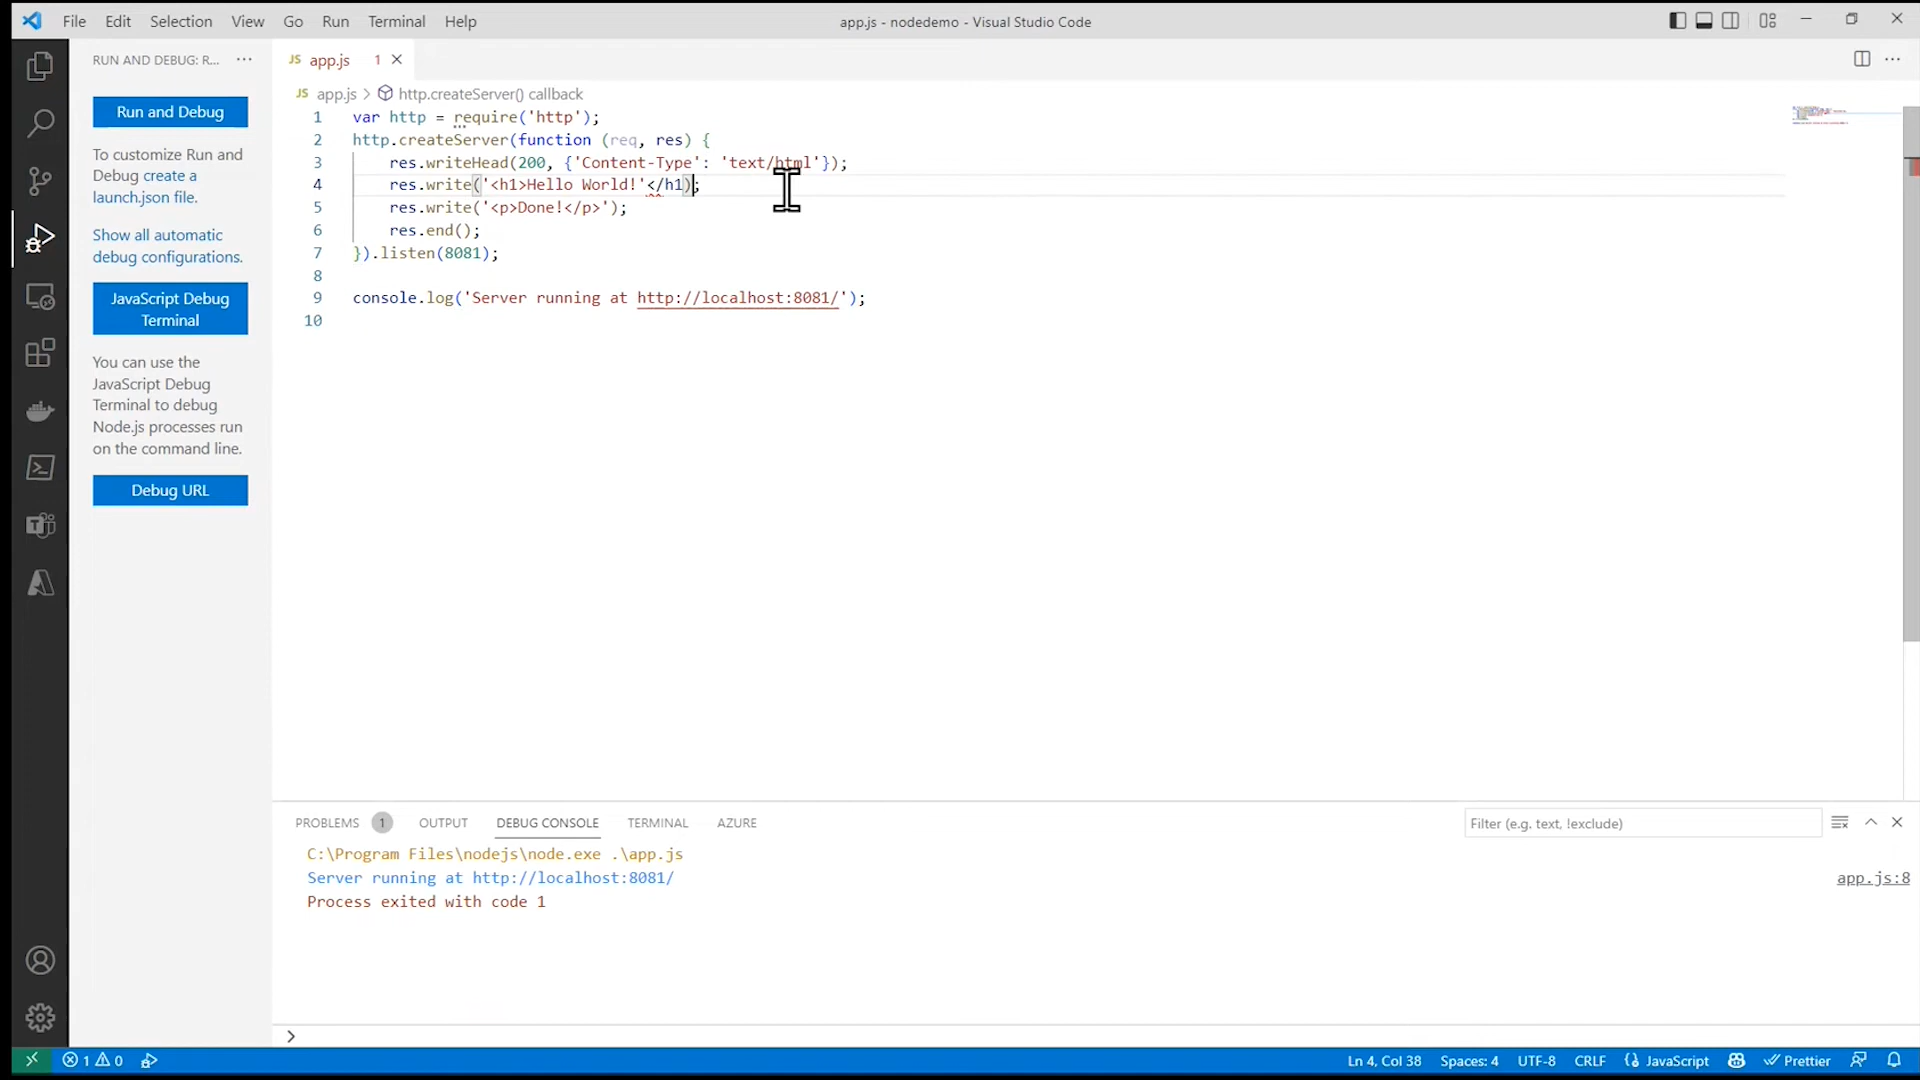 File Edit Selection View Go Run Terminal Help
app.js - nodedemo - Visual Studio Code
RUN AND DEBUG: R...
Run and Debug
To customize Run and
Debug create a
launch.json file.
Show all automatic
debug configurations.
JavaScript Debug
Terminal
You can use the
JavaScript Debug
Terminal to debug
Node.js processes run
on the command line.
Debug URL
JS app.js 1
JS app.js > http.createServer() callback
1 var http = require('http');
2 http.createServer(function (req, res) {
3 res.writeHead(200, {'Content-Type': 'text/html'});
4 res.write('<h1>Hello World!'</h1);
5 res.write('<p>Done!</p>');
6 res.end();
7 }).listen(8081);
8
9 console.log('Server running at http://localhost:8081/');
10
PROBLEMS 1 OUTPUT DEBUG CONSOLE TERMINAL AZURE
Filter (e.g. text, !exclude)
C:\Program Files\nodejs\node.exe .\app.js
Server running at http://localhost:8081/
app.js:8
Process exited with code 1
>
1 0
Ln 4, Col 38 Spaces: 4 UTF-8 CRLF {} JavaScript Prettier